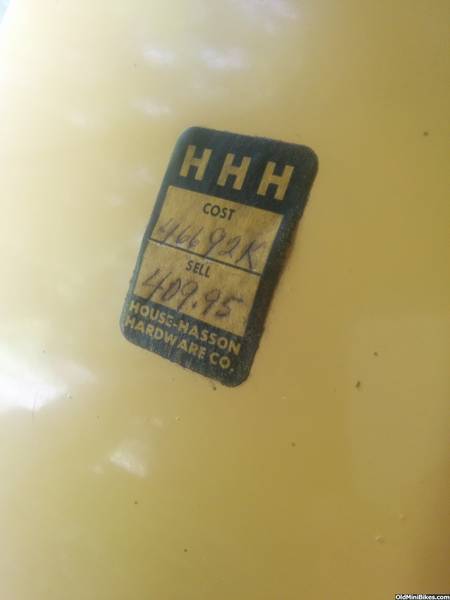 HHH
COST
46692K
SELL
409.95
HOUSE-HASSON
HARDWARE CO.
OldMiniBikes.com